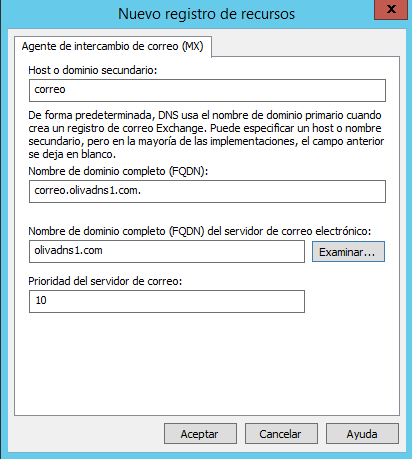 Nuevo registro de recursos
x
Agente de intercambio de correo (MX)
Host o dominio secundario:
correo
De forma predeterminada, DNS usa el nombre de dominio primario cuando
crea un registro de correo Exchange. Puede especificar un host o nombre
secundario, pero en la mayoría de las implementaciones, el campo anterior
se deja en blanco.
Nombre de dominio completo (FQDN):
correo.olivadns1.com.
Nombre de dominio completo (FQDN) del servidor de correo electrónico:
olivadns1.com
Examinar...
Prioridad del servidor de correo:
10
Aceptar Cancelar Ayuda